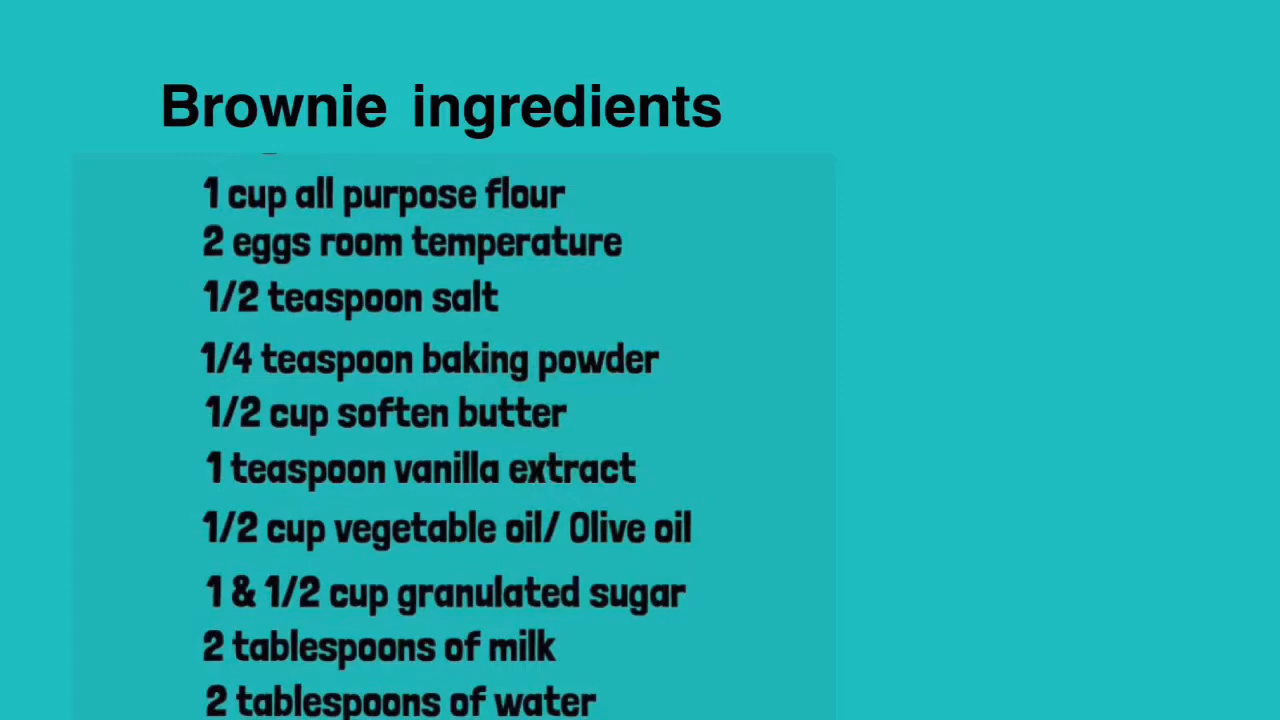 Brownie ingredients
1 cup all purpose flour
2 eggs room temperature
1/2 teaspoon salt
1/4 teaspoon baking powder
1/2 cup soften butter
1 teaspoon vanilla extract
1/2 cup vegetable oil/ Olive oil
1 & 1/2 cup granulated sugar
2 tablespoons of milk
2 tablespoons of water